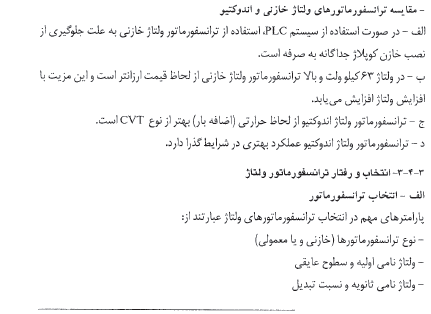 - مقایسه ترانسفورماتورهای ولتاژ خازنی و اندوکتیو
الف - در صورت استفاده از سیستم PLC، استفاده از ترانسفورماتور ولتاژ خازنی به علت جلوگیری از
نصب خازن کوپلاژ جداگانه به صرفه است.
ب - در ولتاژ ۶۳ کیلو ولت و بالا ترانسفورماتور ولتاژ خازنی از لحاظ قیمت ارزانتر است و این مزیت با
افزایش ولتاژ افزایش می‌یابد.
ج - ترانسفورماتور ولتاژ اندوکتیو از لحاظ حرارتی (اضافه بار) بهتر از نوع CVT است.
د - ترانسفورماتور ولتاژ اندوکتیو عملکرد بهتری در شرایط گذرا دارد.
۳-۴-۳- انتخاب و رفتار ترانسفورماتور ولتاژ
الف - انتخاب ترانسفورماتور
پارامترهای مهم در انتخاب ترانسفورماتورهای ولتاژ عبارتند از:
- نوع ترانسفورماتورها (خازنی و یا معمولی)
- ولتاژ نامی اولیه و سطوح عایقی
- ولتاژ نامی ثانویه و نسبت تبدیل